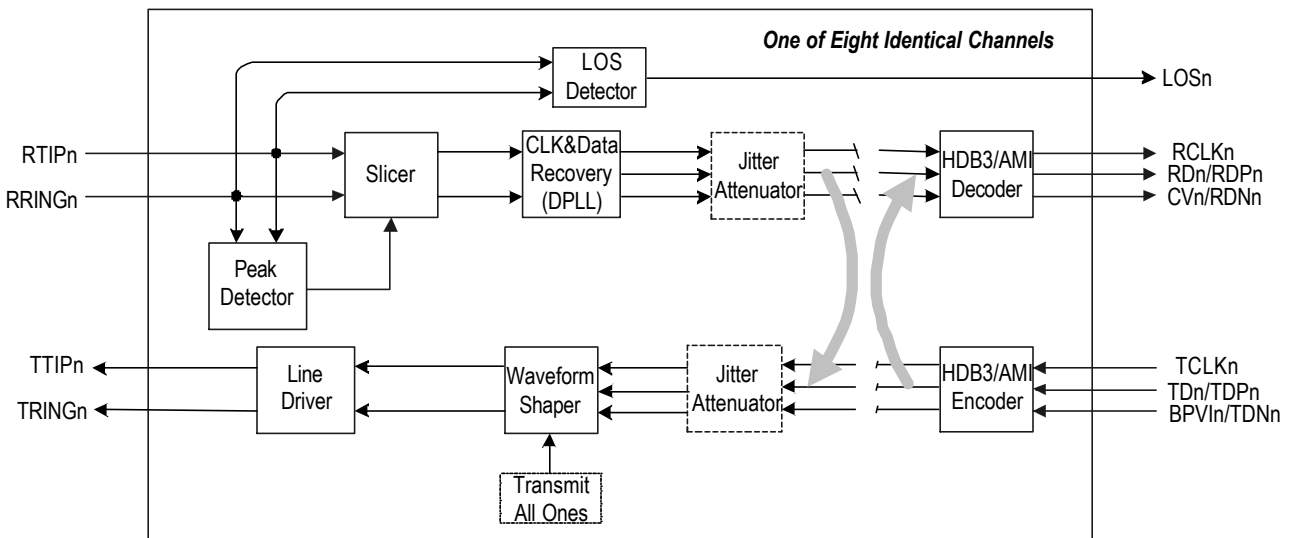 One of Eight Identical Channels
LOS
Detector
LOSn
RTIPn
RRINGn
Slicer
CLK&Data
Recovery
(DPLL)
Jitter
Attenuator
HDB3/AMI
Decoder
RCLKn
RDn/RDPn
CVn/RDNn
Peak
Detector
TTIPn
TRINGn
Line
Driver
Waveform
Shaper
Jitter
Attenuator
HDB3/AMI
Encoder
TCLKn
TDn/TDPn
BPVIn/TDNn
Transmit
All Ones